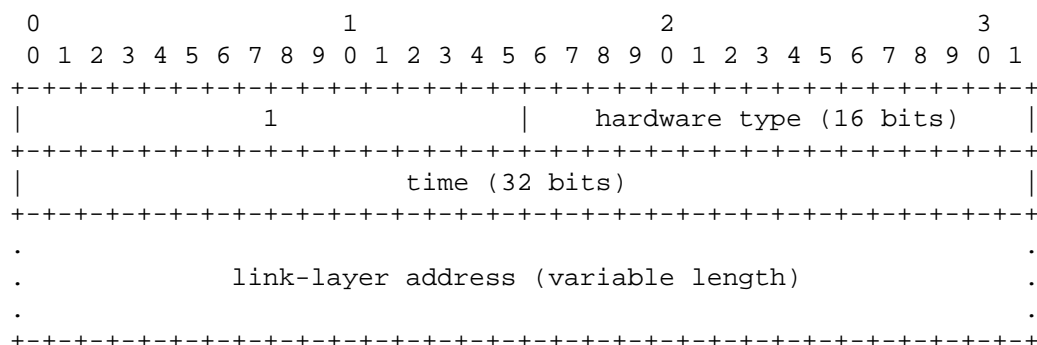 0                   1                   2                   3
0 1 2 3 4 5 6 7 8 9 0 1 2 3 4 5 6 7 8 9 0 1 2 3 4 5 6 7 8 9 0 1
+-+-+-+-+-+-+-+-+-+-+-+-+-+-+-+-+-+-+-+-+-+-+-+-+-+-+-+-+-+-+-+-+
|               1               |    hardware type (16 bits)    |
+-+-+-+-+-+-+-+-+-+-+-+-+-+-+-+-+-+-+-+-+-+-+-+-+-+-+-+-+-+-+-+-+
|                        time (32 bits)                         |
+-+-+-+-+-+-+-+-+-+-+-+-+-+-+-+-+-+-+-+-+-+-+-+-+-+-+-+-+-+-+-+-+
.                                                               .
.             link-layer address (variable length)              .
.                                                               .
+-+-+-+-+-+-+-+-+-+-+-+-+-+-+-+-+-+-+-+-+-+-+-+-+-+-+-+-+-+-+-+-+